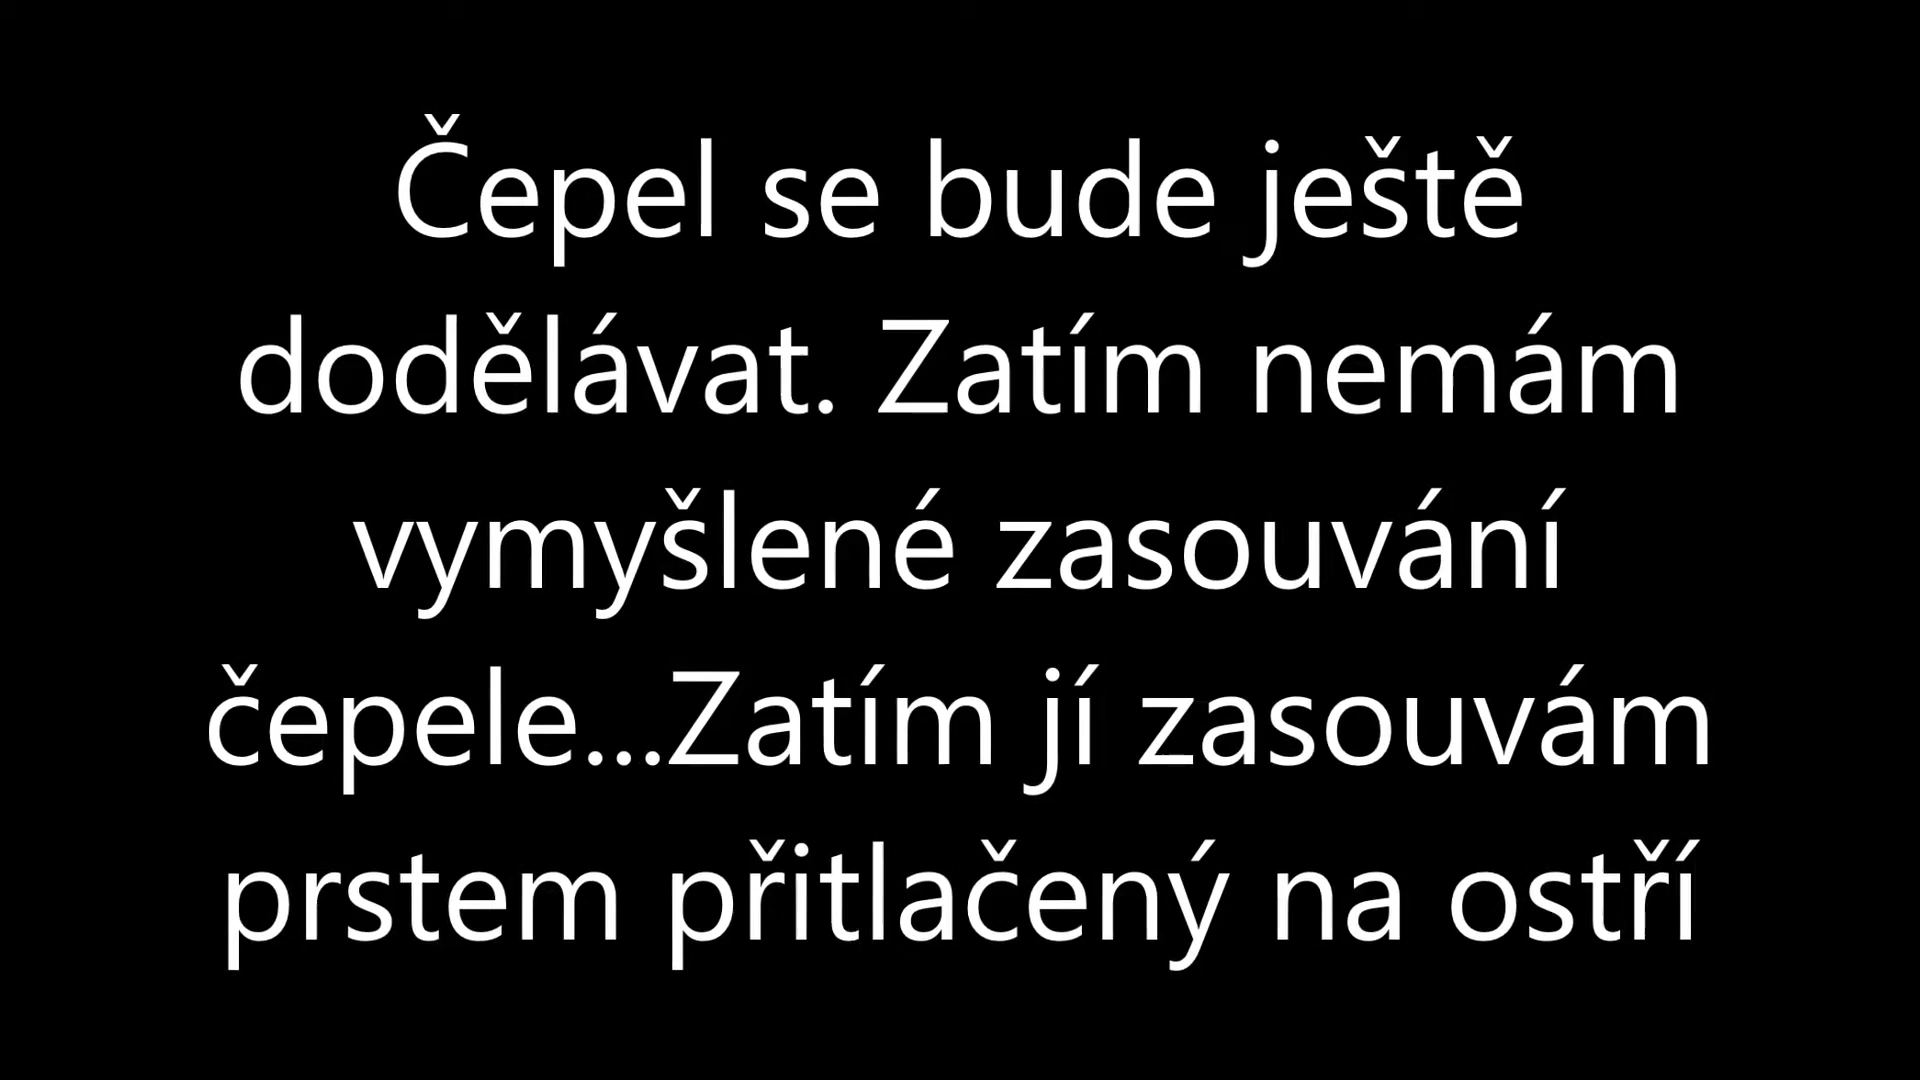 Čepel se bude ještě
dodělávat. Zatím nemám
vymyšlené zasouvání
čepele...Zatím jí zasouvám
prstem přitlačený na ostří